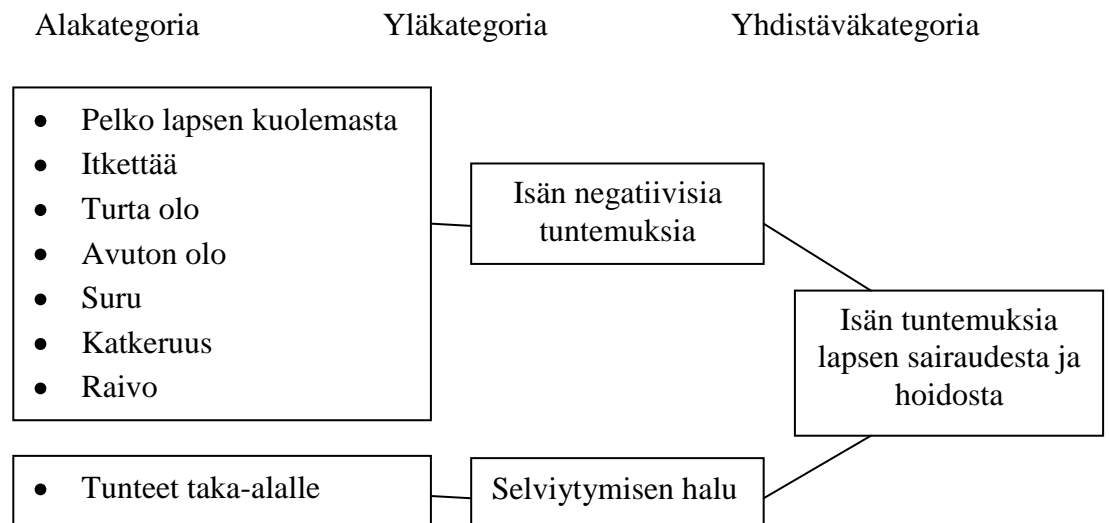 Alakategoria Yläkategoria Yhdistäväkategoria
• Pelko lapsen kuolemasta
• Itkettää
• Turta olo
• Avuton olo
• Suru
• Katkeruus
• Raivo
Isän negatiivisia
tuntemuksia
Isän tuntemuksia
lapsen sairaudesta ja
hoidosta
• Tunteet taka-alalle
Selviytymisen halu